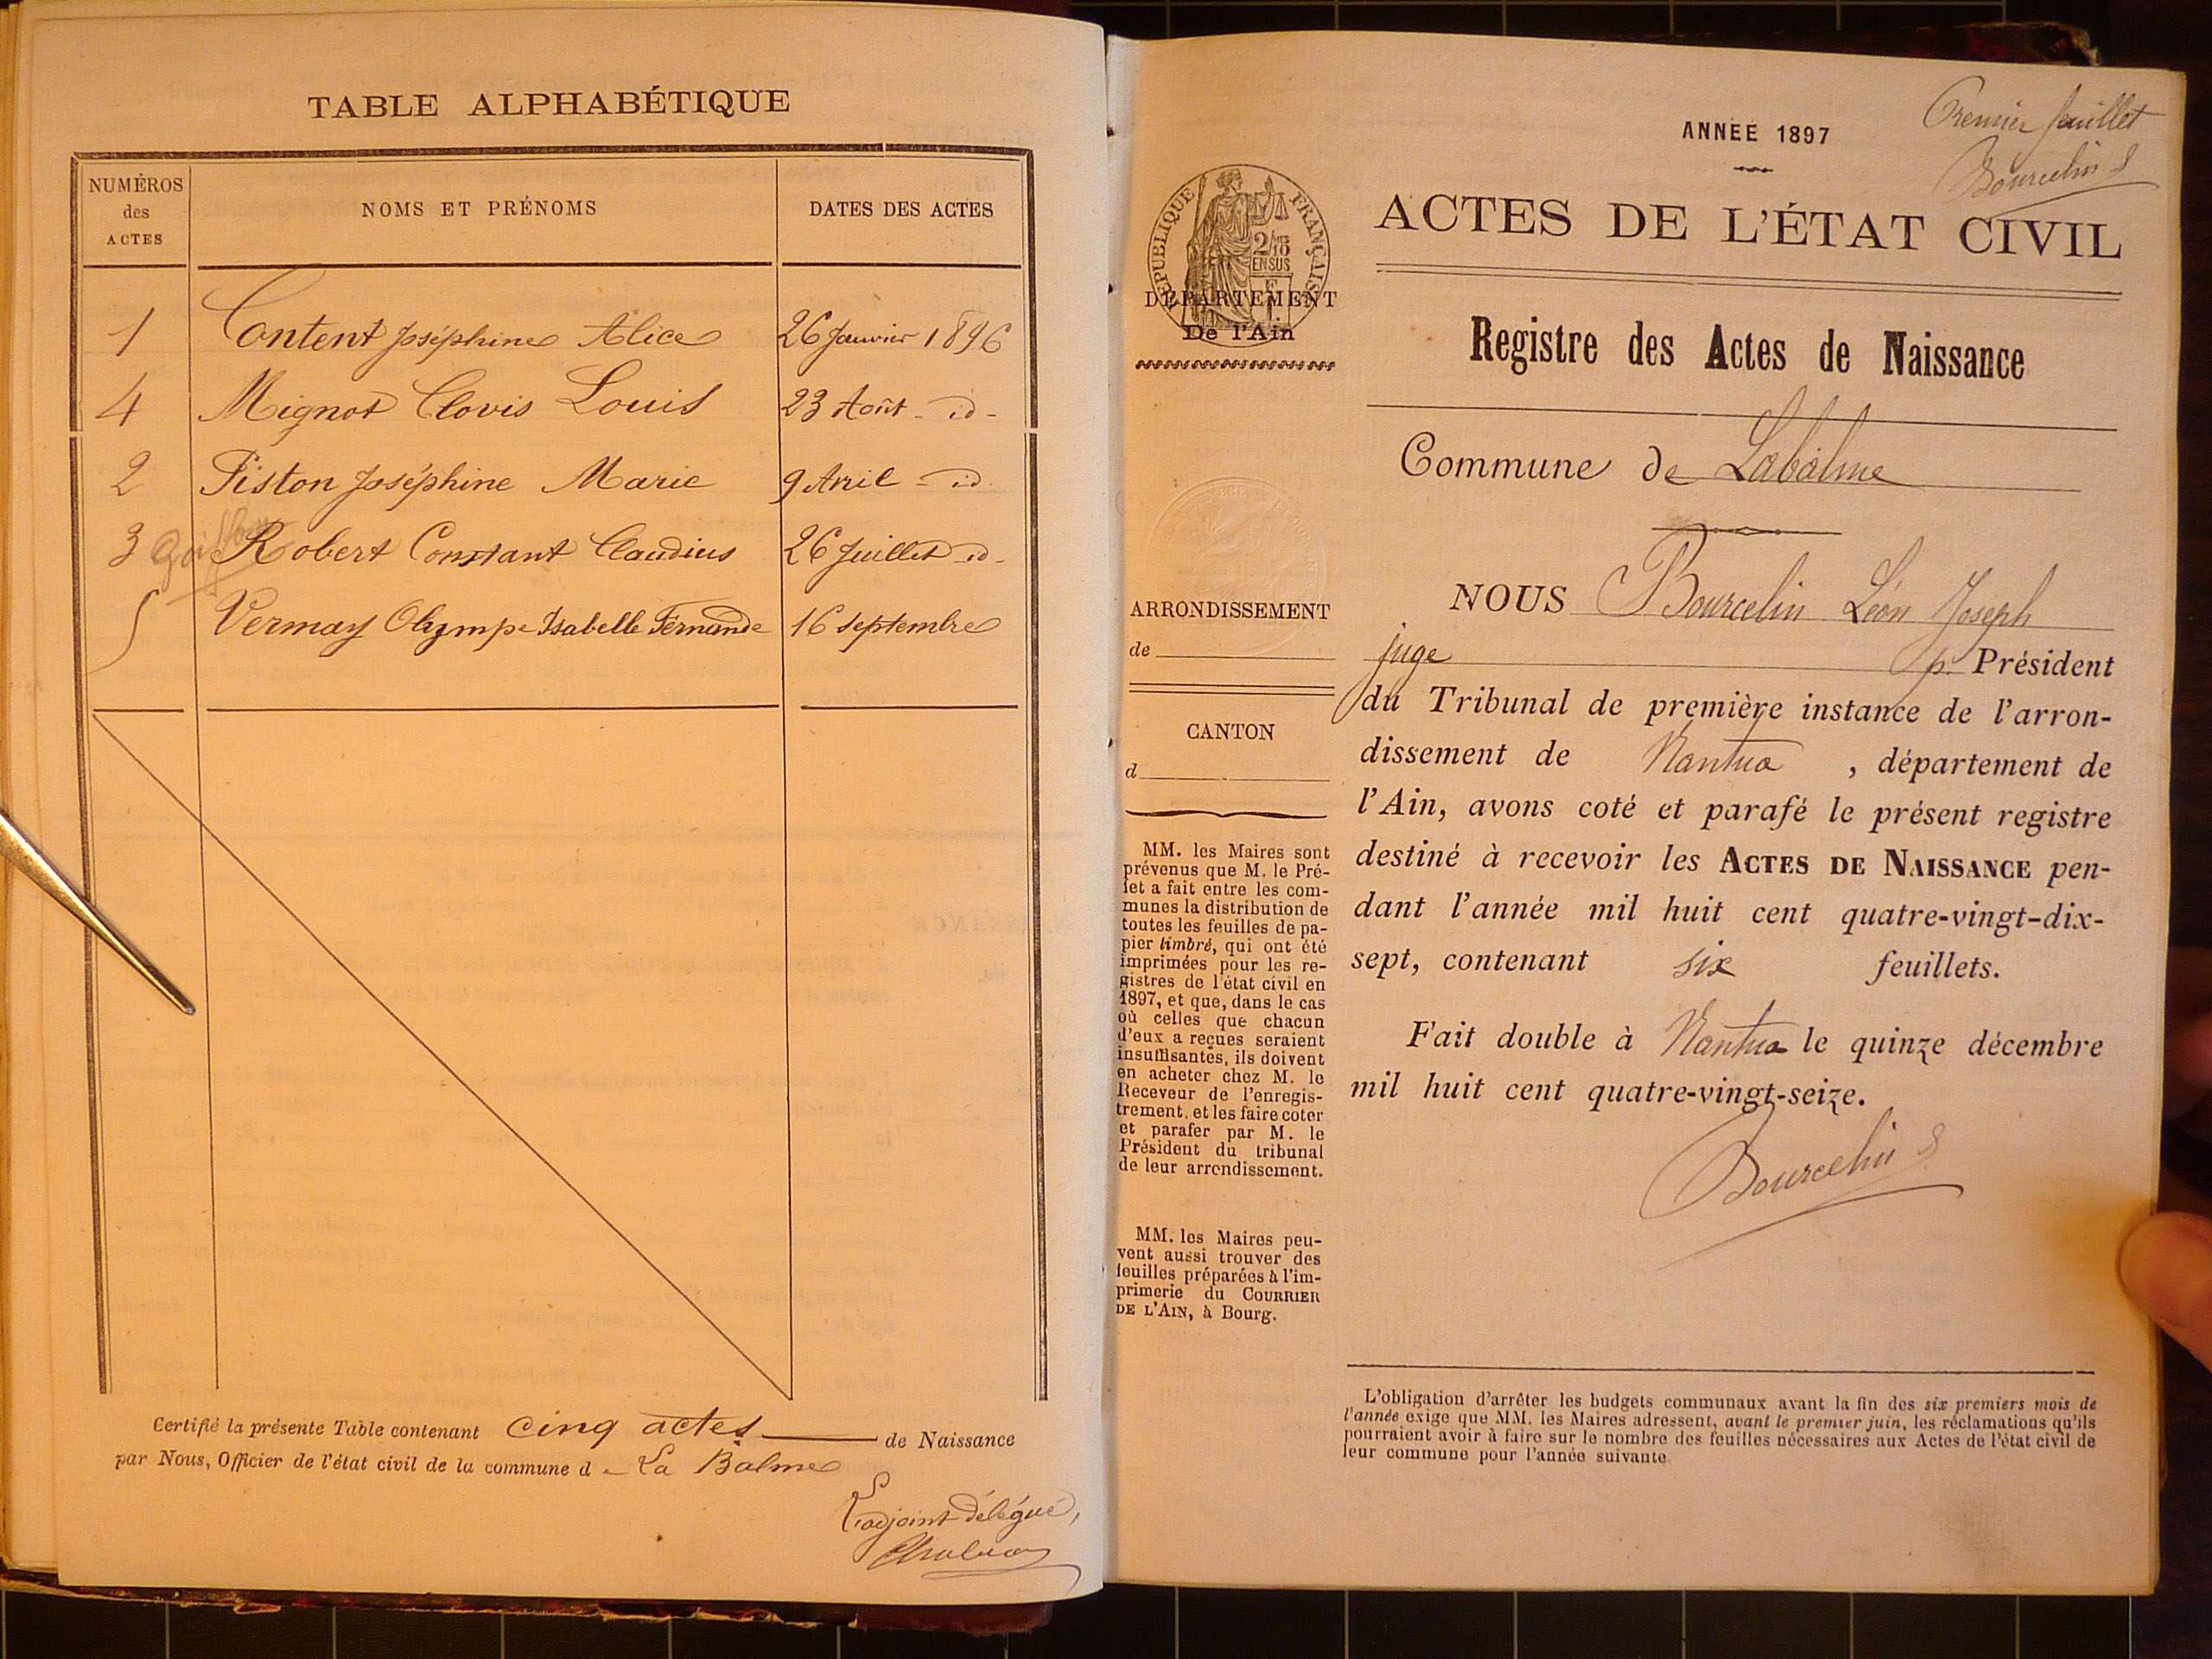 TABLE ALPHABÉTIQUE
NUMÉROS
des
ACTES
NOMS ET PRÉNOMS
DATES DES ACTES
1 Content Joséphine Alice 26 Janvier 1896
4 Mignot Clovis Louis 23 Août - id -
2 Piston Joséphine Marie 9 Avril - id.
3 Robert Constant Claudius 26 Juillet id -
5 Vermay Olympe Isabelle Fernande 16 septembre
Certifié la présente Table contenant cinq actes de Naissance
par Nous, Officier de l'état civil de la commune de La Balme
L'adjoint délégué,
Premier feuillet
Bourcelin
ANNÉE 1897
ACTES DE L'ÉTAT CIVIL
RÉPUBLIQUE FRANÇAISE
2/10
EN SUS
DÉPARTEMENT
De l'Ain
Registre des Actes de Naissance
Commune de Labalme
ARRONDISSEMENT
de
CANTON
d
MM. les Maires sont
prévenus que M. le Pré-
fet a fait entre les com-
munes la distribution de
toutes les feuilles de pa-
pier timbré, qui ont été
imprimées pour les re-
gistres de l'état civil en
1897, et que, dans le cas
où celles que chacun
d'eux a reçues seraient
insuffisantes, ils doivent
en acheter chez M. le
Receveur de l'enregis-
trement, et les faire coter
et parafer par M. le
Président du tribunal
de leur arrondissement.
MM. les Maires peu-
vent aussi trouver des
feuilles préparées à l'im-
primerie du COURRIER
DE L'AIN, à Bourg.
NOUS Bourcelin Léon Joseph
juge p. Président
du Tribunal de première instance de l'arron-
dissement de Nantua, département de
l'Ain, avons coté et parafé le présent registre
destiné à recevoir les ACTES DE NAISSANCE pen-
dant l'année mil huit cent quatre-vingt-dix-
sept, contenant six feuillets.
Fait double à Nantua le quinze décembre
mil huit cent quatre-vingt-seize.
Bourcelin
L'obligation d'arrêter les budgets communaux avant la fin des six premiers mois de
l'année exige que MM. les Maires adressent, avant le premier juin, les réclamations qu'ils
pourraient avoir à faire sur le nombre des feuilles nécessaires aux Actes de l'état civil de
leur commune pour l'année suivante.